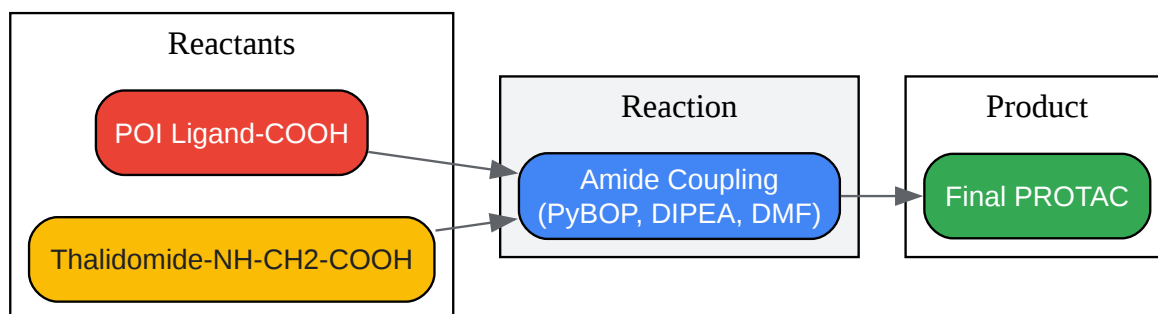 Reactants
POI Ligand-COOH
Thalidomide-NH-CH2-COOH
Reaction
Amide Coupling
(PyBOP, DIPEA, DMF)
Product
Final PROTAC